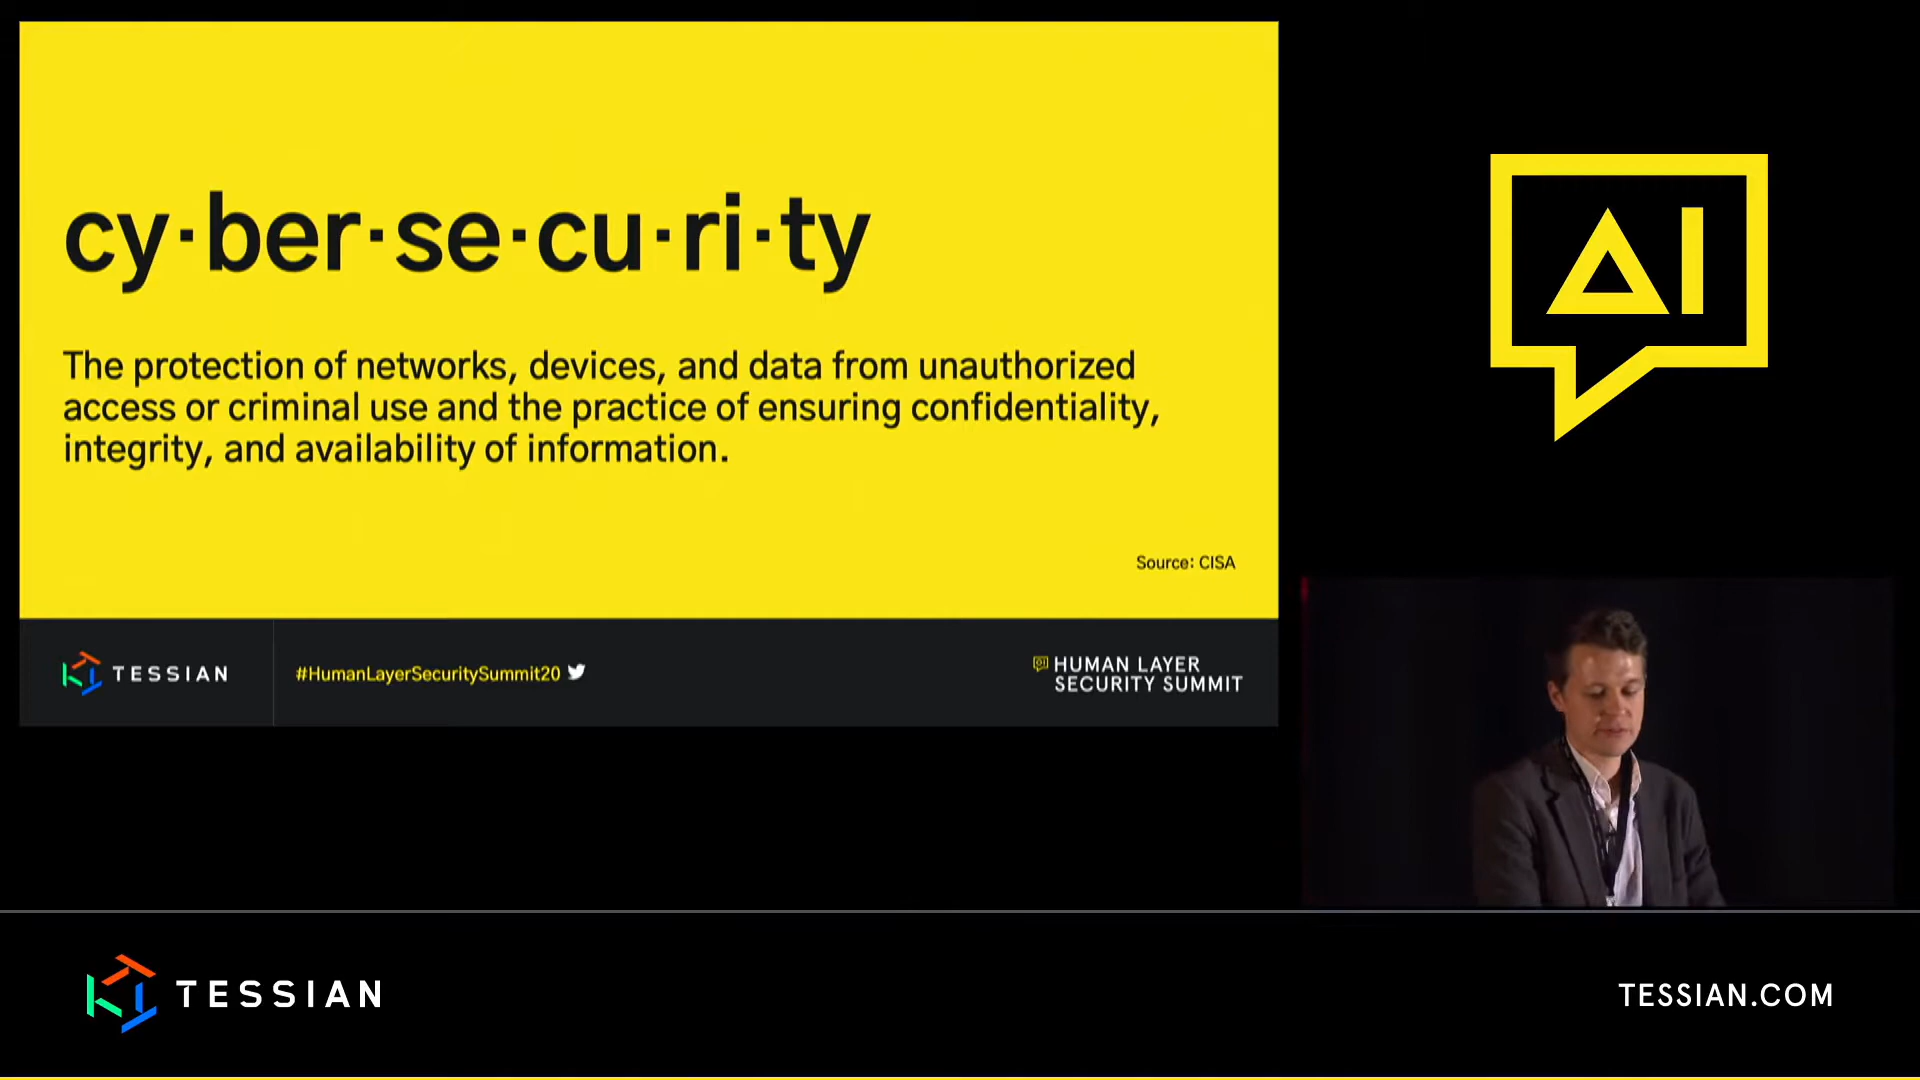 cy·ber·se·cu·ri·ty
The protection of networks, devices, and data from unauthorized
access or criminal use and the practice of ensuring confidentiality,
integrity, and availability of information.
Source: CISA
TESSIAN
#HumanLayerSecuritySummit20
HUMAN LAYER
SECURITY SUMMIT
AI
TESSIAN
TESSIAN.COM